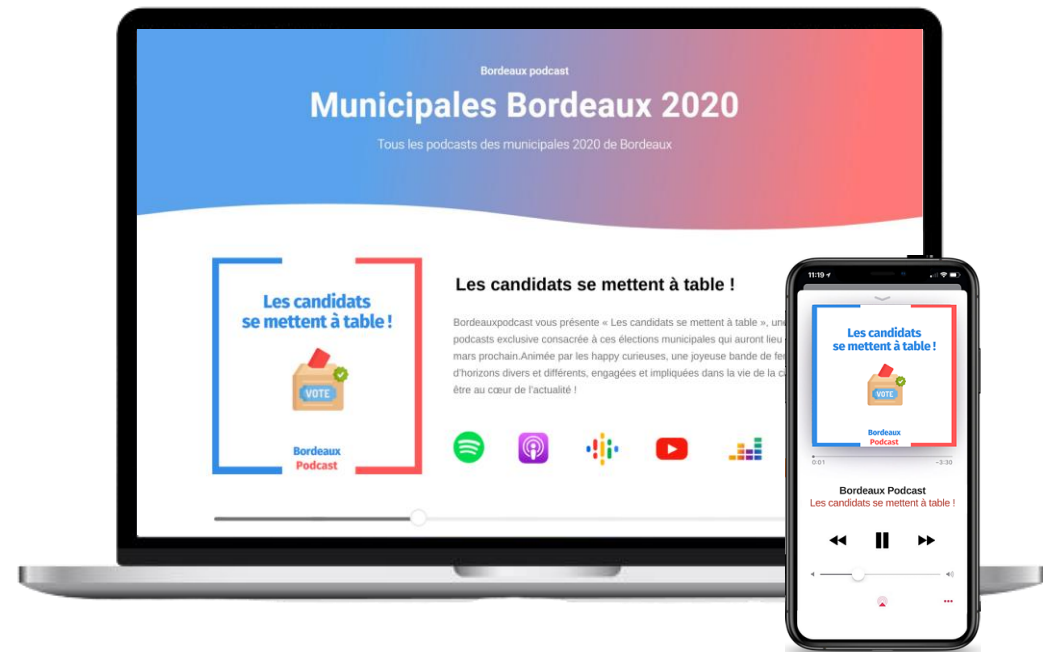 Bordeaux podcast
Municipales Bordeaux 2020
Tous les podcasts des municipales 2020 de Bordeaux
Les candidats
se mettent à table !
VOTE
Bordeaux
Podcast
Les candidats se mettent à table !
Bordeauxpodcast vous présente « Les candidats se mettent à table », une
podcasts exclusive consacrée à ces élections municipales qui auront lieu
mars prochain.Animée par les happy curieuses, une joyeuse bande de
d'horizons divers et différents, engagées et impliquées dans la vie de la
être au cœur de l'actualité !
11:19
Les candidats
se mettent à table !
VOTE
Bordeaux
Podcast
0:01
-3:30
Bordeaux Podcast
Les candidats se mettent à table !